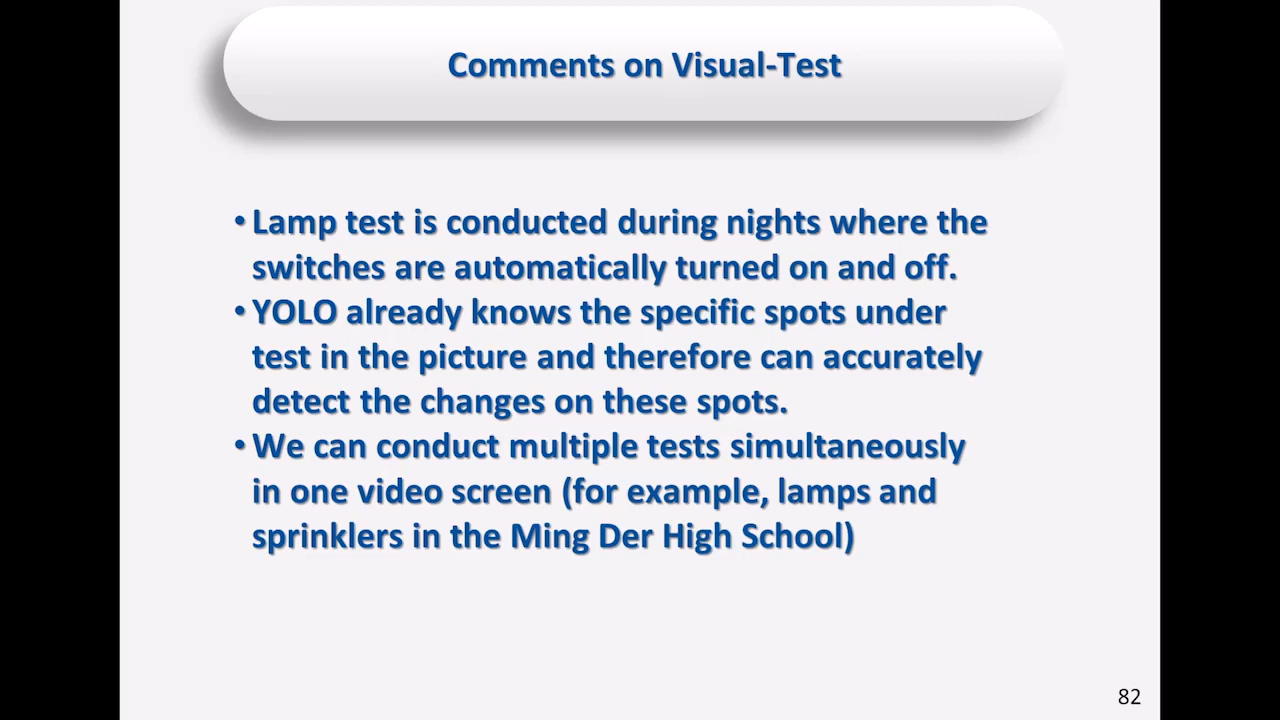 Comments on Visual-Test
• Lamp test is conducted during nights where the
switches are automatically turned on and off.
• YOLO already knows the specific spots under
test in the picture and therefore can accurately
detect the changes on these spots.
• We can conduct multiple tests simultaneously
in one video screen (for example, lamps and
sprinklers in the Ming Der High School)
82